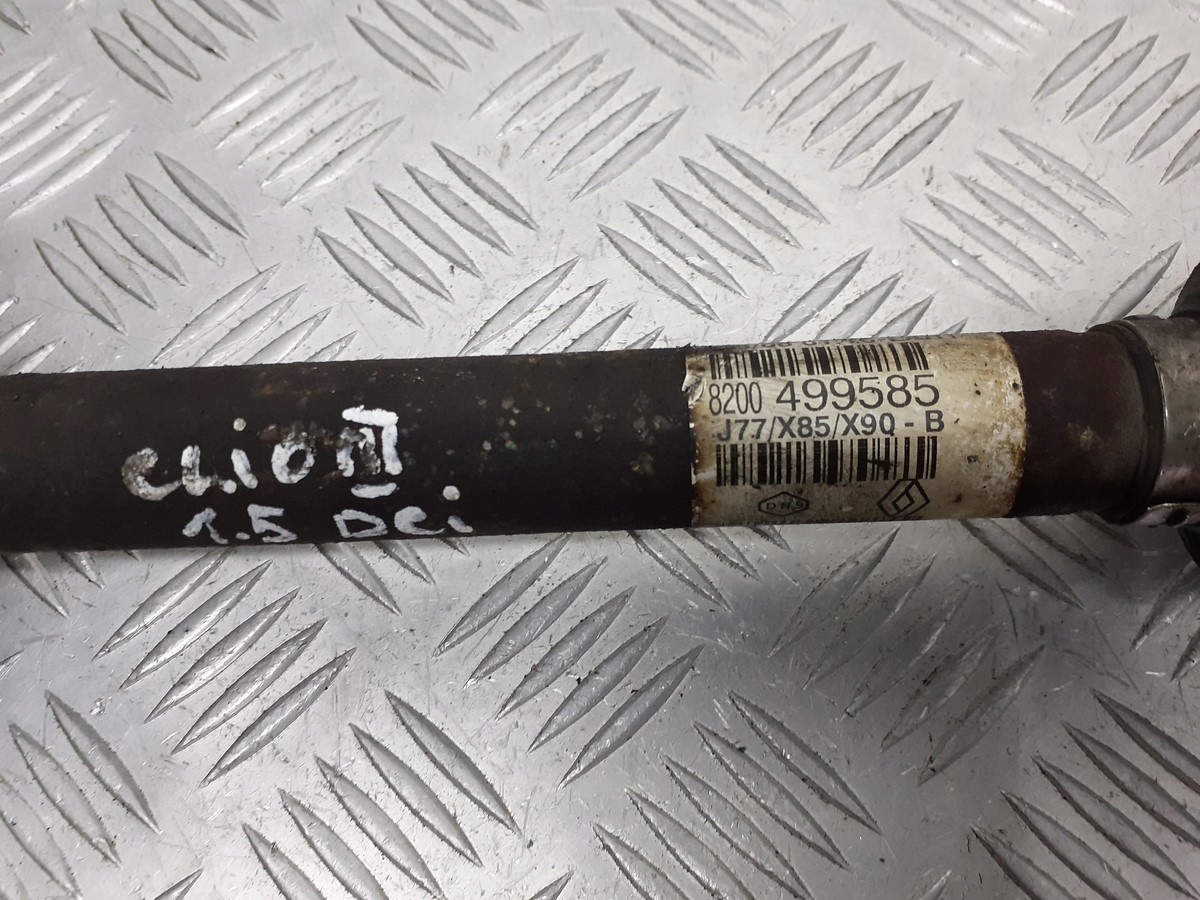 CLiO III
1.5 DCi
8200 499585
J77/X85/X90 - B